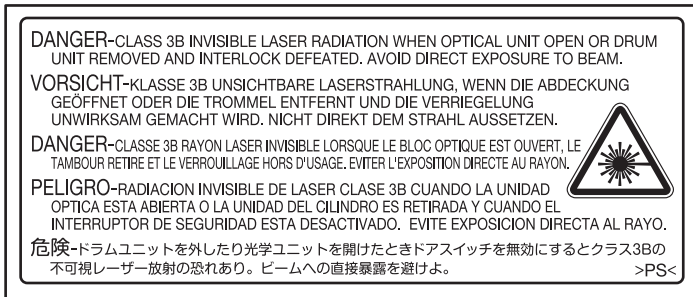 DANGER-CLASS 3B INVISIBLE LASER RADIATION WHEN OPTICAL UNIT OPEN OR DRUM
UNIT REMOVED AND INTERLOCK DEFEATED. AVOID DIRECT EXPOSURE TO BEAM.
VORSICHT-KLASSE 3B UNSICHTBARE LASERSTRAHLUNG, WENN DIE ABDECKUNG
GEÖFFNET ODER DIE TROMMEL ENTFERNT UND DIE VERRIEGELUNG
UNWIRKSAM GEMACHT WIRD. NICHT DIREKT DEM STRAHL AUSSETZEN.
DANGER-CLASSE 3B RAYON LASER INVISIBLE LORSQUE LE BLOC OPTIQUE EST OUVERT, LE
TAMBOUR RETIRE ET LE VERROUILLAGE HORS D'USAGE. EVITER L'EXPOSITION DIRECTE AU RAYON.
PELIGRO-RADIACION INVISIBLE DE LASER CLASE 3B CUANDO LA UNIDAD
OPTICA ESTA ABIERTA O LA UNIDAD DEL CILINDRO ES RETIRADA Y CUANDO EL
INTERRUPTOR DE SEGURIDAD ESTA DESACTIVADO. EVITE EXPOSICION DIRECTA AL RAYO.
危険-ドラムユニットを外したり光学ユニットを開けたときドアスイッチを無効にするとクラス3Bの
不可視レーザー放射の恐れあり。ビームへの直接暴露を避けよ。 >PS<